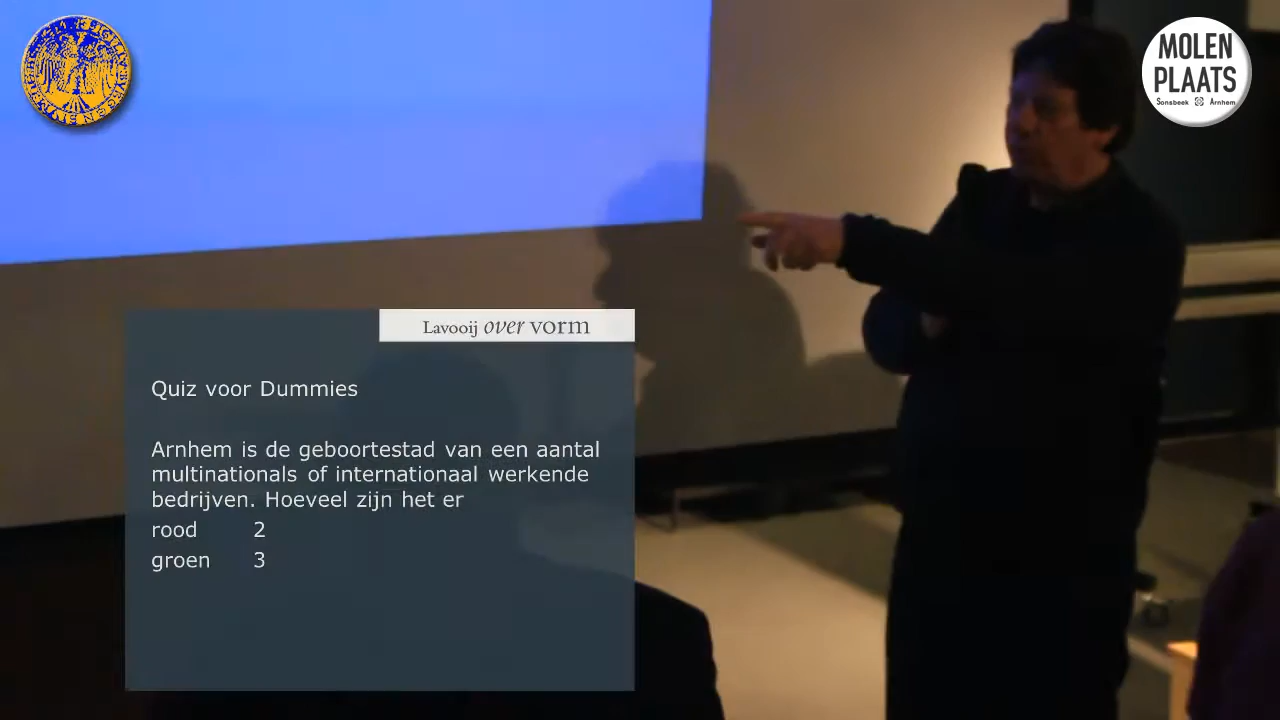 MOLEN
PLAATS
Sonsbeek Arnhem
Lavooij over vorm
Quiz voor Dummies
Arnhem is de geboortestad van een aantal
multinationals of internationaal werkende
bedrijven. Hoeveel zijn het er
rood 2
groen 3